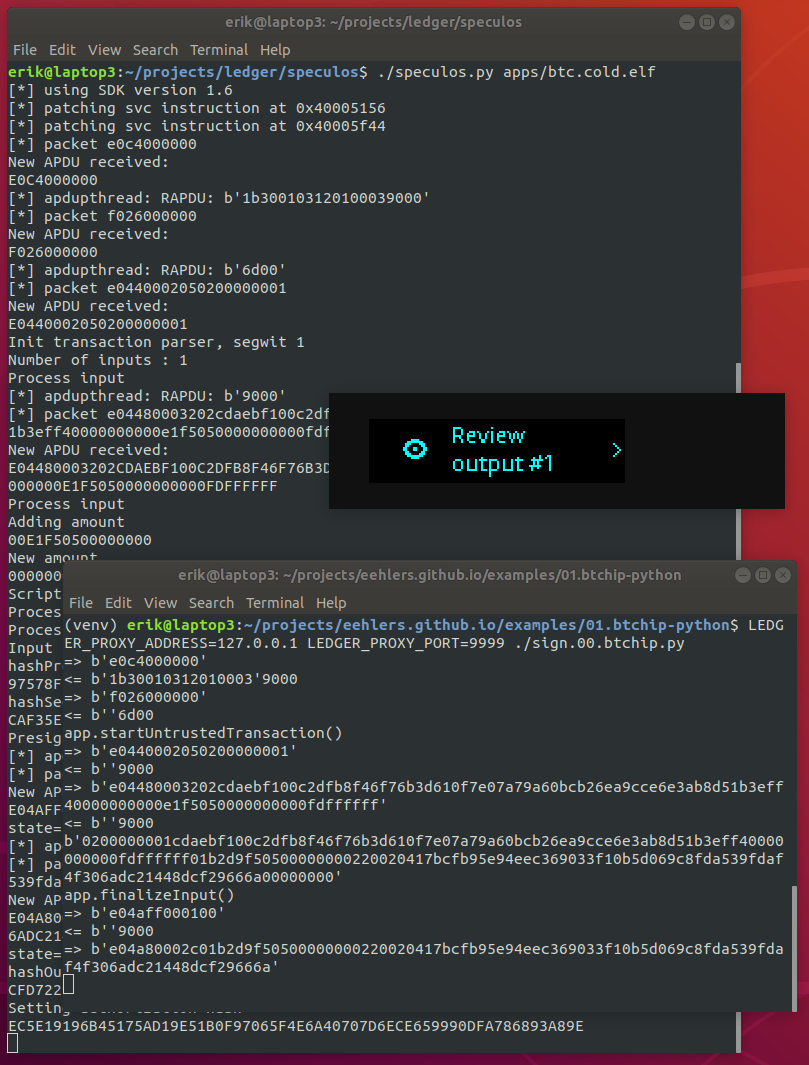 erik@laptop3: ~/projects/ledger/speculos
File Edit View Search Terminal Help
erik@laptop3:~/projects/ledger/speculos$ ./speculos.py apps/btc.cold.elf
[*] using SDK version 1.6
[*] patching svc instruction at 0x40005156
[*] patching svc instruction at 0x40005f44
[*] packet e0c4000000
New APDU received:
E0C4000000
[*] apduthread: RAPDU: b'1b300103120100039000'
[*] packet f026000000
New APDU received:
F026000000
[*] apduthread: RAPDU: b'6d00'
[*] packet e0440002050200000001
New APDU received:
E0440002050200000001
Init transaction parser, segwit 1
Number of inputs : 1
Process input
[*] apduthread: RAPDU: b'9000'
[*] packet e04480003202cdaebf100c2df
1b3eff40000000000e1f5050000000000fdf
New APDU received:
E04480003202CDAEBF100C2DFB8F46F76B3D
000000E1F5050000000000FDFFFFFF
Process input
Adding amount
00E1F50500000000
New amount
000000
Script
Proces
Proces
Input
hashPr
97578F
hashSe
CAF35E
Presig
[*] ap
[*] pa
New AP
E04AFF
state=
[*] ap
[*] pa
539fda
New AP
E04A80
6ADC21
state=
hashOu
CFD722
Setting
EC5E19196B45175AD19E51B0F97065F4E6A40707D6ECE659990DFA786893A89E
Review
output #1
>
erik@laptop3: ~/projects/eehlers.github.io/examples/01.btchip-python
File Edit View Search Terminal Help
(venv) erik@laptop3:~/projects/eehlers.github.io/examples/01.btchip-python$ LEDG
ER_PROXY_ADDRESS=127.0.0.1 LEDGER_PROXY_PORT=9999 ./sign.00.btchip.py
=> b'e0c4000000'
<= b'1b30010312010003'9000
=> b'f026000000'
<= b''6d00
app.startUntrustedTransaction()
=> b'e0440002050200000001'
<= b''9000
=> b'e04480003202cdaebf100c2dfb8f46f76b3d610f7e07a79a60bcb26ea9cce6e3ab8d51b3eff
40000000000e1f5050000000000fdffffff'
<= b''9000
b'0200000001cdaebf100c2dfb8f46f76b3d610f7e07a79a60bcb26ea9cce6e3ab8d51b3eff40000
000000fdffffff01b2d9f50500000000220020417bcfb95e94eec369033f10b5d069c8fda539fdaf
4f306adc21448dcf29666a00000000'
app.finalizeInput()
=> b'e04aff000100'
<= b''9000
=> b'e04a80002c01b2d9f50500000000220020417bcfb95e94eec369033f10b5d069c8fda539fda
f4f306adc21448dcf29666a'